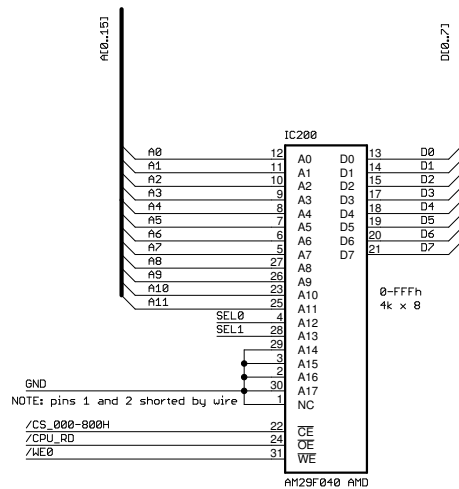 A[0..15]
D[0..7]
IC200
A0 12 A0 D0 13 D0
A1 11 A1 D1 14 D1
A2 10 A2 D2 15 D2
A3 9 A3 D3 17 D3
A4 8 A4 D4 18 D4
A5 7 A5 D5 19 D5
A6 6 A6 D6 20 D6
A7 5 A7 D7 21 D7
A8 27 A8
A9 26 A9
A10 23 A10
A11 25 A11
0-FFFh
4k x 8
SEL0 4 A12
SEL1 28 A13
29 A14
3 A15
2 A16
GND 30 A17
NOTE: pins 1 and 2 shorted by wire 1 NC
/CS_000-800H 22 CE
/CPU_RD 24 OE
/WE0 31 WE
AM29F040 AMD